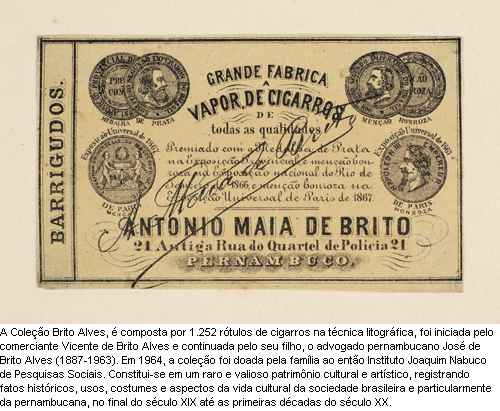 BARRIGUDOS.
GRANDE FABRICA
A
VAPOR DE CIGARROS
DE
todas as qualidades
Premiado com a Medalha de Prata
na Exposição Provincial e menção hon-
roza na Exposição nacional do Rio de
1866, e menção honroza na
Universal de Paris de 1867.
ANTONIO MAIA DE BRITO
21 Antiga Rua do Quartel de Policia 21
PERNAMBUCO.
MEDALHA DE PRATA
MENÇÃO HONROZA
Exposição Universal de 1867
DE PARIS
Exposição Universal de 1867
DE PARIS
A Coleção Brito Alves, é composta por 1.252 rótulos de cigarros na técnica litográfica, foi iniciada pelo
comerciante Vicente de Brito Alves e continuada pelo seu filho, o advogado pernambucano José de
Brito Alves (1887-1963). Em 1964, a coleção foi doada pela família ao então Instituto Joaquim Nabuco
de Pesquisas Sociais. Constitui-se em um raro e valioso patrimônio cultural e artístico, registrando
fatos históricos, usos, costumes e aspectos da vida cultural da sociedade brasileira e particularmente
da pernambucana, no final do século XIX até as primeiras décadas do século XX.